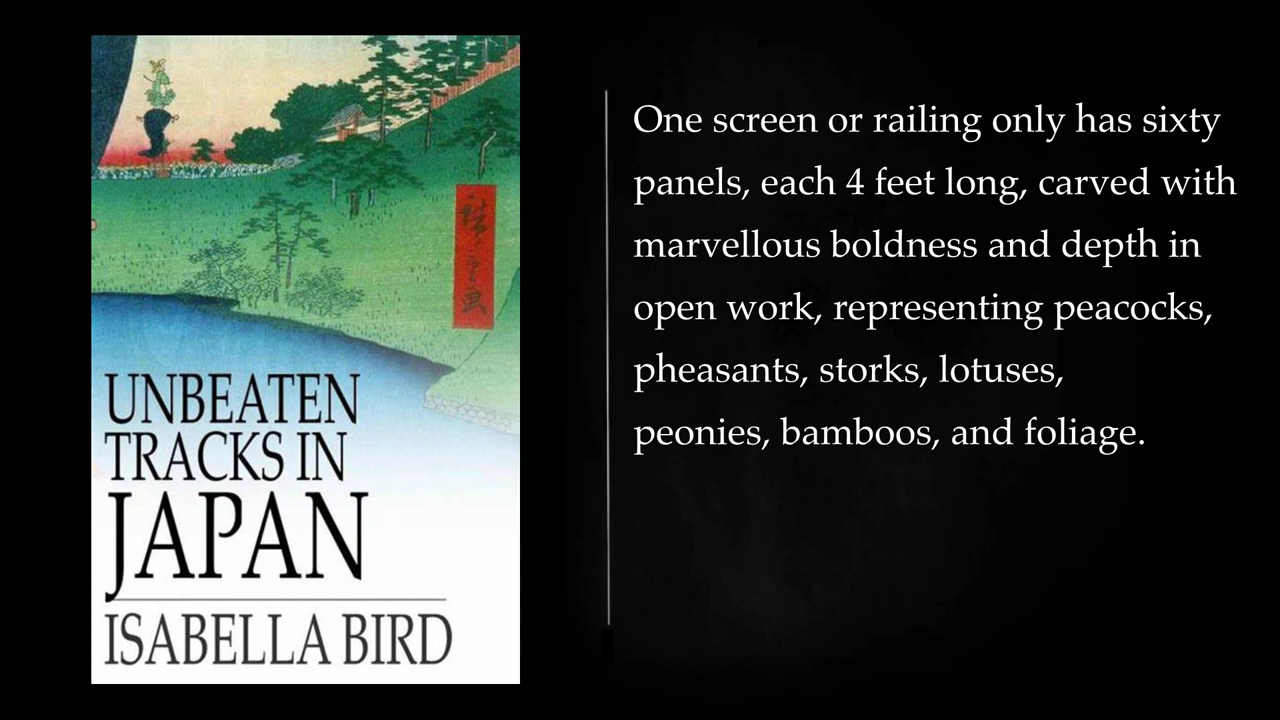 UNBEATEN
TRACKS IN
JAPAN
ISABELLA BIRD
One screen or railing only has sixty
panels, each 4 feet long, carved with
marvellous boldness and depth in
open work, representing peacocks,
pheasants, storks, lotuses,
peonies, bamboos, and foliage.